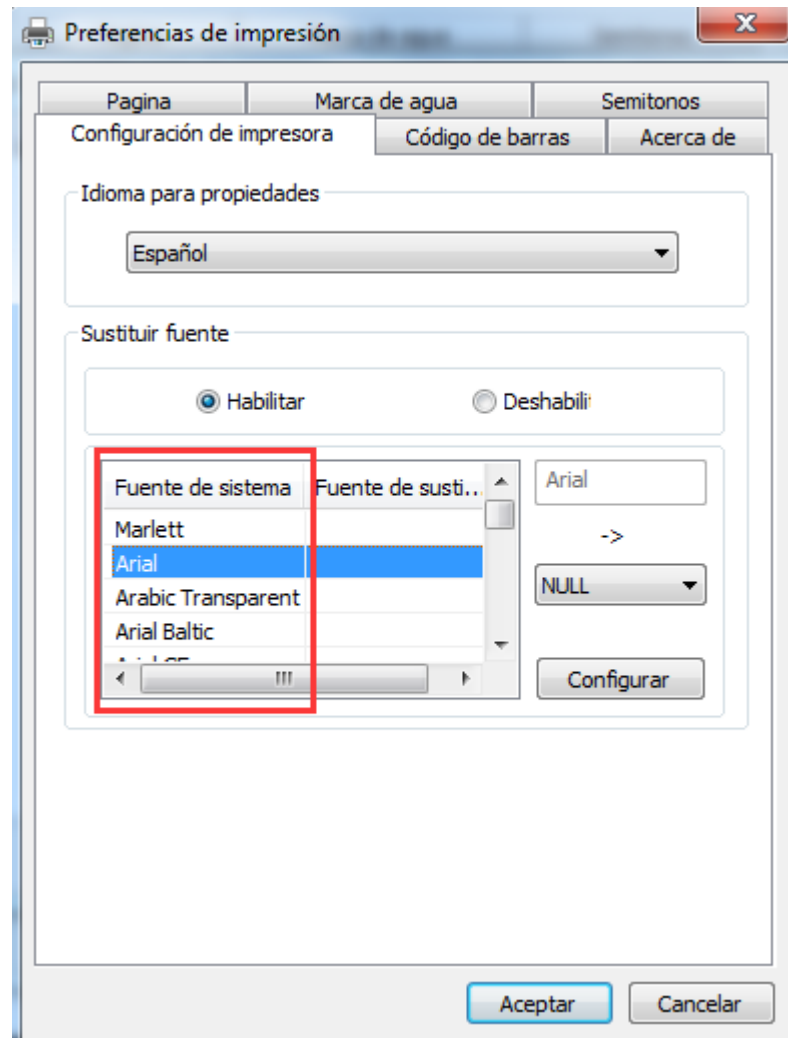 Preferencias de impresión
Pagina Marca de agua Semitonos
Configuración de impresora Código de barras Acerca de
Idioma para propiedades
Español
Sustituir fuente
Habilitar Deshabili
Fuente de sistema Fuente de susti... Arial
Marlett ->
Arial
Arabic Transparent NULL
Arial Baltic
Configurar
Aceptar Cancelar